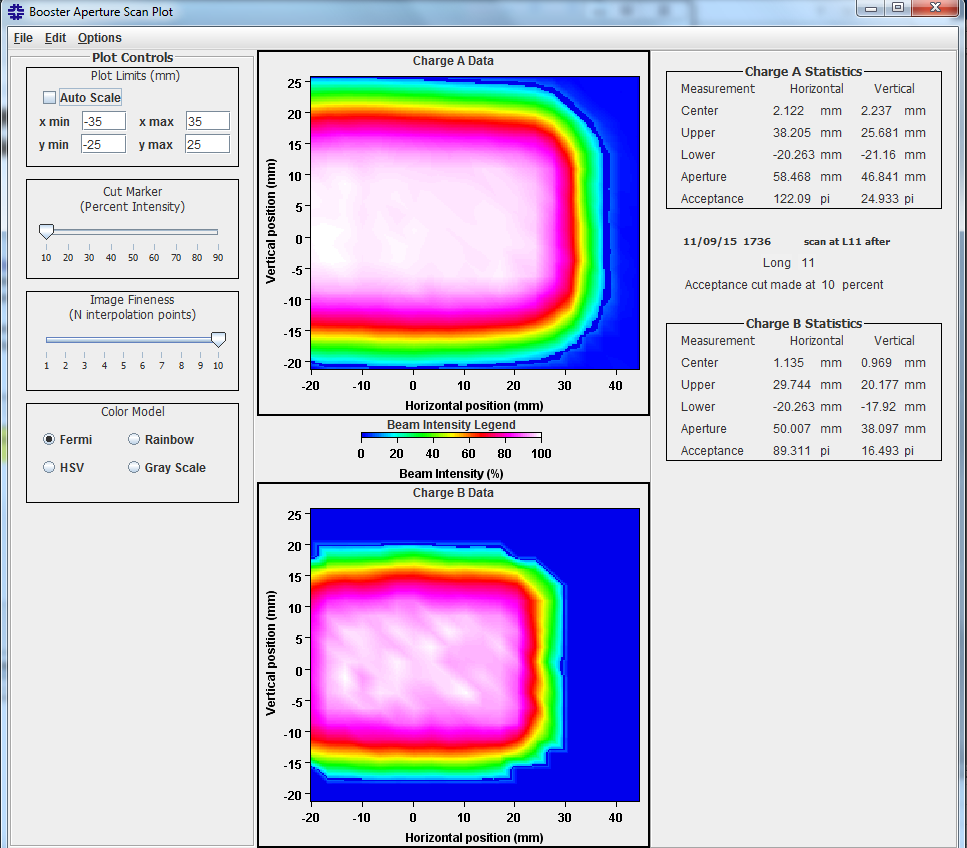 Booster Aperture Scan Plot
File Edit Options
Plot Controls
Plot Limits (mm)
Auto Scale
x min -35 x max 35
y min -25 y max 25
Cut Marker
(Percent Intensity)
10 20 30 40 50 60 70 80 90
Image Fineness
(N interpolation points)
1 2 3 4 5 6 7 8 9 10
Color Model
Fermi Rainbow
HSV Gray Scale
Charge A Data
Vertical position (mm)
25
20
15
10
5
0
-5
-10
-15
-20
-20 -10 0 10 20 30 40
Horizontal position (mm)
Beam Intensity Legend
0 20 40 60 80 100
Beam Intensity (%)
Charge B Data
Vertical position (mm)
25
20
15
10
5
0
-5
-10
-15
-20
-20 -10 0 10 20 30 40
Horizontal position (mm)
Charge A Statistics
Measurement Horizontal Vertical
Center 2.122 mm 2.237 mm
Upper 38.205 mm 25.681 mm
Lower -20.263 mm -21.16 mm
Aperture 58.468 mm 46.841 mm
Acceptance 122.09 pi 24.933 pi
11/09/15 1736 scan at L11 after
Long 11
Acceptance cut made at 10 percent
Charge B Statistics
Measurement Horizontal Vertical
Center 1.135 mm 0.969 mm
Upper 29.744 mm 20.177 mm
Lower -20.263 mm -17.92 mm
Aperture 50.007 mm 38.097 mm
Acceptance 89.311 pi 16.493 pi